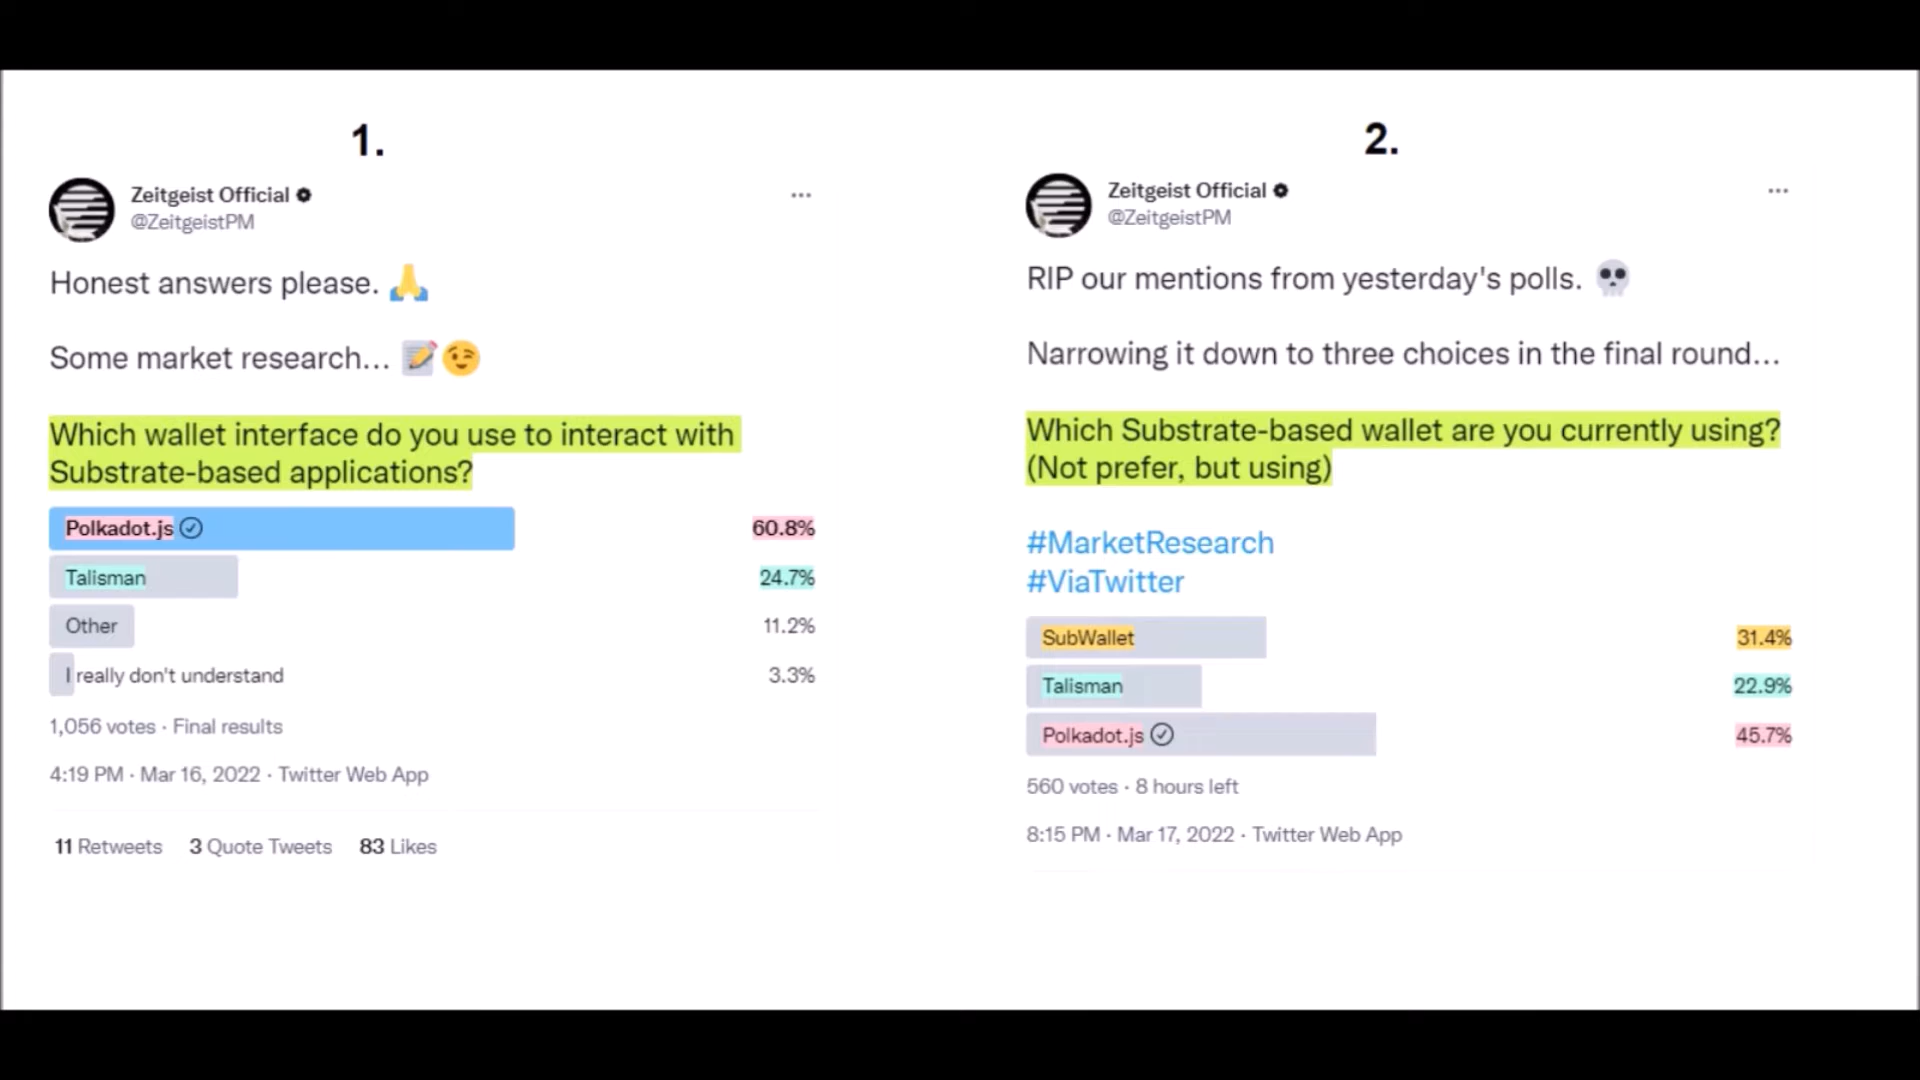 1.
Zeitgeist Official
@ZeitgeistPM
...
Honest answers please. 🙏
Some market research... 📝😉
Which wallet interface do you use to interact with
Substrate-based applications?
Polkadot.js 60.8%
Talisman 24.7%
Other 11.2%
I really don't understand 3.3%
1,056 votes · Final results
4:19 PM · Mar 16, 2022 · Twitter Web App
11 Retweets 3 Quote Tweets 83 Likes
2.
Zeitgeist Official
@ZeitgeistPM
...
RIP our mentions from yesterday's polls. 💀
Narrowing it down to three choices in the final round...
Which Substrate-based wallet are you currently using?
(Not prefer, but using)
#MarketResearch
#ViaTwitter
SubWallet 31.4%
Talisman 22.9%
Polkadot.js 45.7%
560 votes · 8 hours left
8:15 PM · Mar 17, 2022 · Twitter Web App